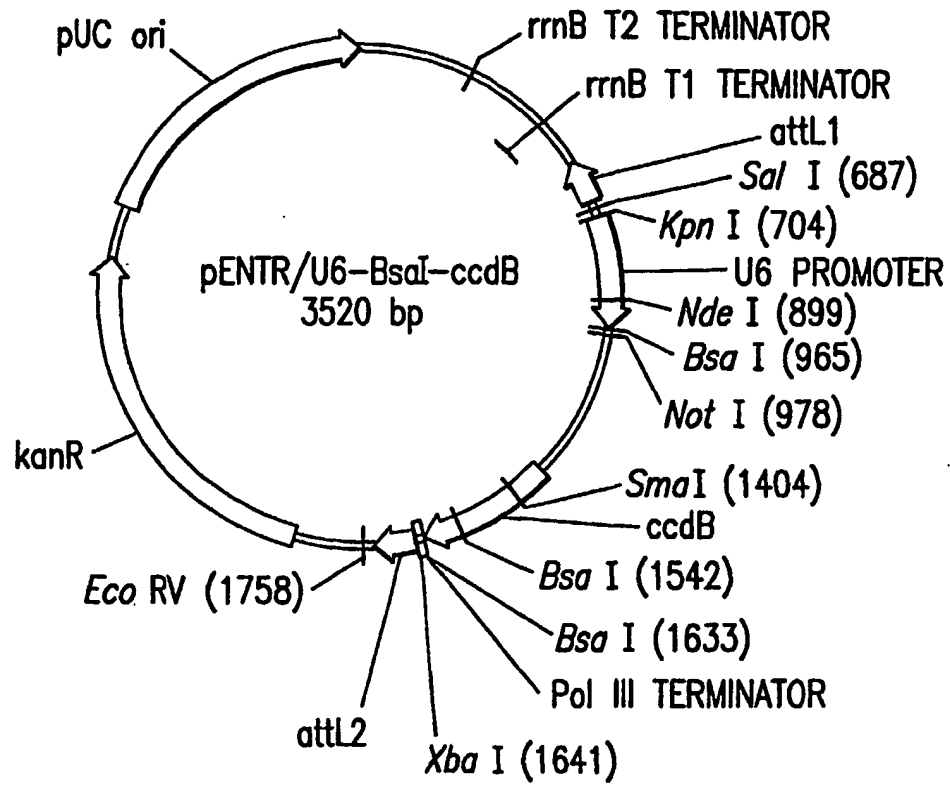 pUC ori
rrnB T2 TERMINATOR
rrnB T1 TERMINATOR
attL1
Sal I (687)
Kpn I (704)
pENTR/U6-BsaI-ccdB
3520 bp
U6 PROMOTER
Nde I (899)
Bsa I (965)
Not I (978)
kanR
SmaI (1404)
ccdB
Eco RV (1758)
Bsa I (1542)
Bsa I (1633)
Pol III TERMINATOR
attL2
Xba I (1641)